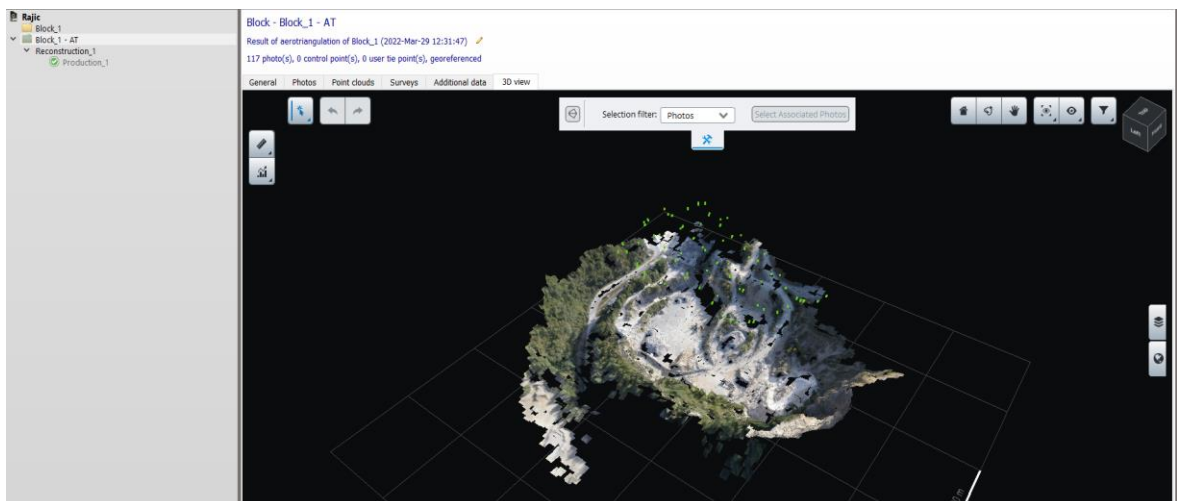 Rajic
Block_1
Block_1 - AT
Reconstruction_1
Production_1
Block - Block_1 - AT
Result of aerotriangulation of Block_1 (2022-Mar-29 12:31:47)
117 photo(s), 0 control point(s), 0 user tie point(s), georeferenced
General Photos Point clouds Surveys Additional data 3D view
Selection filter: Photos Select Associated Photos